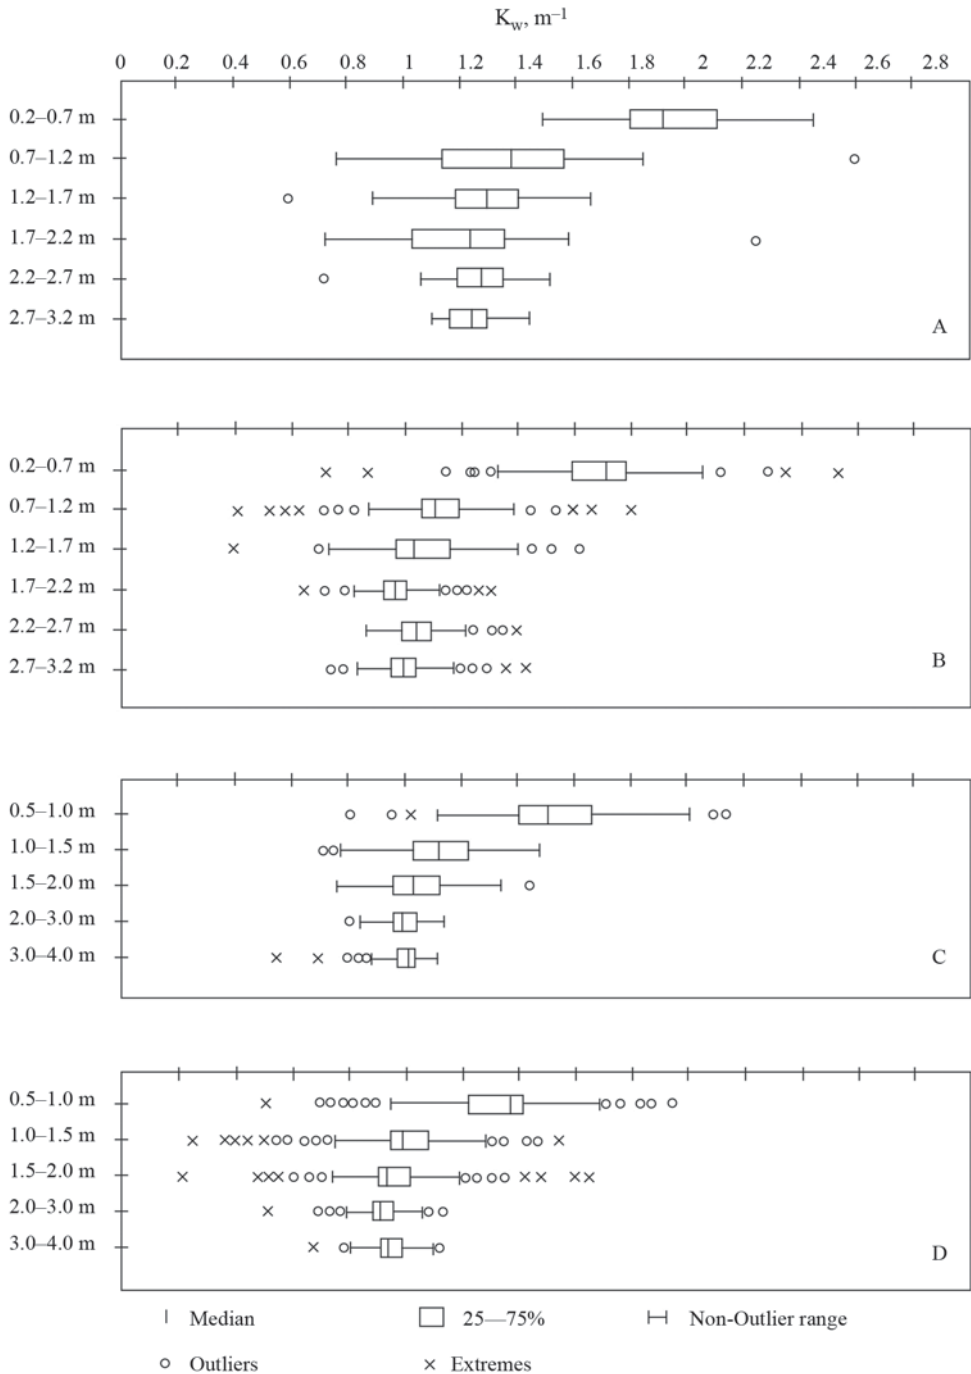 K_w, m⁻¹
0 0.2 0.4 0.6 0.8 1 1.2 1.4 1.6 1.8 2 2.2 2.4 2.6 2.8
0.2–0.7 m
0.7–1.2 m
1.2–1.7 m
1.7–2.2 m
2.2–2.7 m
2.7–3.2 m
A
0.2–0.7 m
0.7–1.2 m
1.2–1.7 m
1.7–2.2 m
2.2–2.7 m
2.7–3.2 m
B
0.5–1.0 m
1.0–1.5 m
1.5–2.0 m
2.0–3.0 m
3.0–4.0 m
C
0.5–1.0 m
1.0–1.5 m
1.5–2.0 m
2.0–3.0 m
3.0–4.0 m
D
Median 25—75% Non-Outlier range
Outliers Extremes